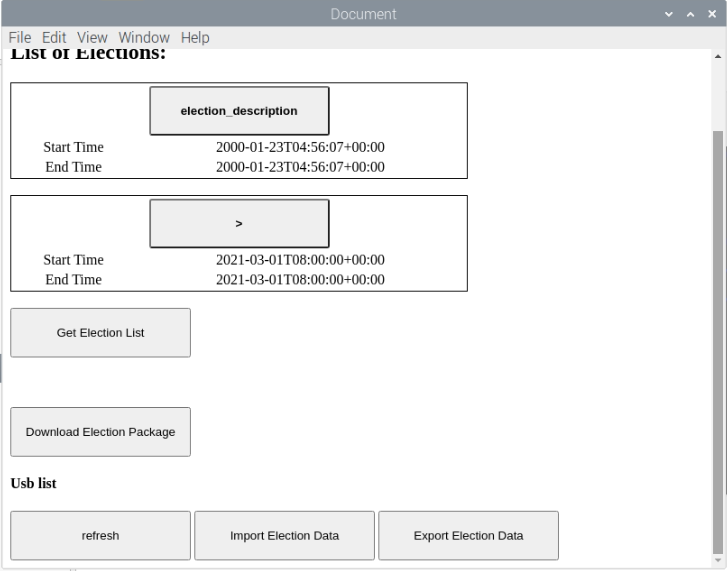 Document
File Edit View Window Help
List of Elections:
election_description
Start Time 2000-01-23T04:56:07+00:00
End Time 2000-01-23T04:56:07+00:00
>
Start Time 2021-03-01T08:00:00+00:00
End Time 2021-03-01T08:00:00+00:00
Get Election List
Download Election Package
Usb list
refresh Import Election Data Export Election Data